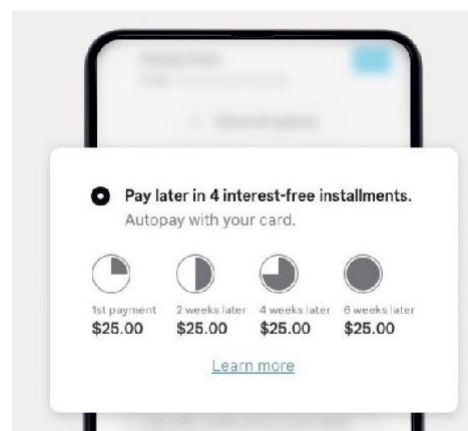 Pay later in 4 interest-free installments.
Autopay with your card.
1st payment 2 weeks later 4 weeks later 6 weeks later
$25.00 $25.00 $25.00 $25.00
Learn more